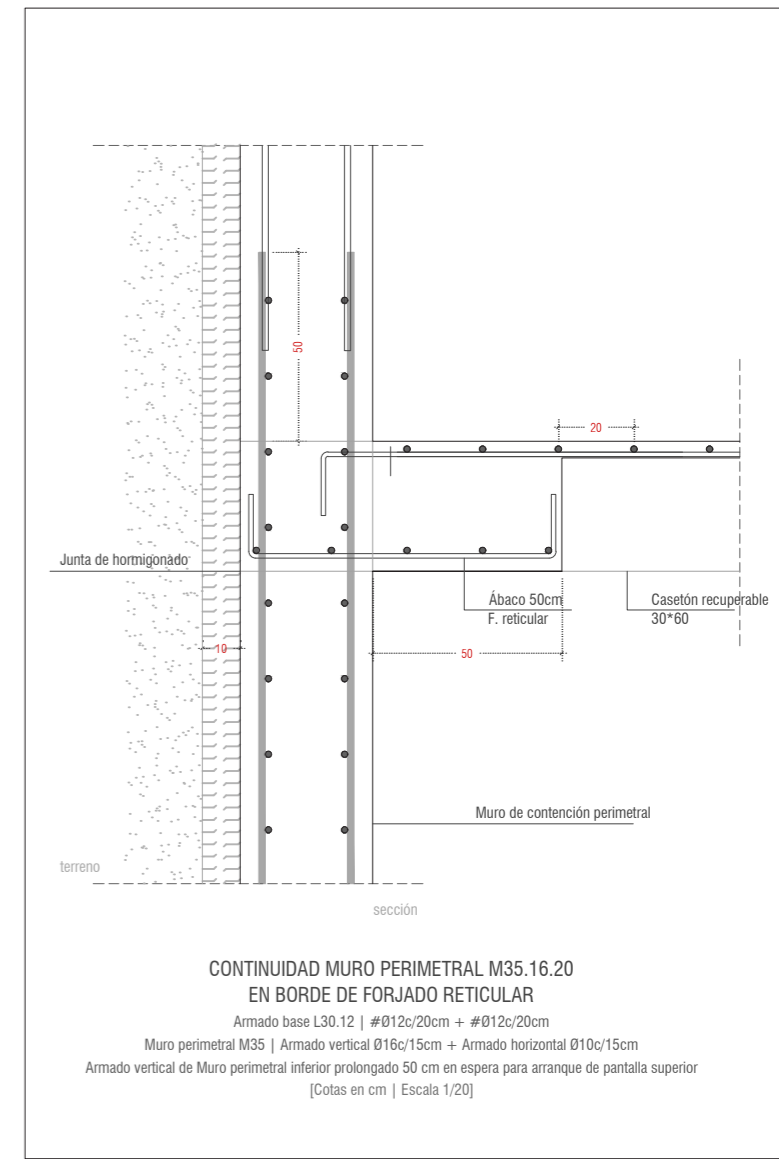 50
20
Junta de hormigonado
Ábaco 50cm
F. reticular
Casetón recuperable
30*60
10
50
Muro de contención perimetral
terreno
sección
CONTINUIDAD MURO PERIMETRAL M35.16.20
EN BORDE DE FORJADO RETICULAR
Armado base L30.12 | #Ø12c/20cm + #Ø12c/20cm
Muro perimetral M35 | Armado vertical Ø16c/15cm + Armado horizontal Ø10c/15cm
Armado vertical de Muro perimetral inferior prolongado 50 cm en espera para arranque de pantalla superior
[Cotas en cm | Escala 1/20]